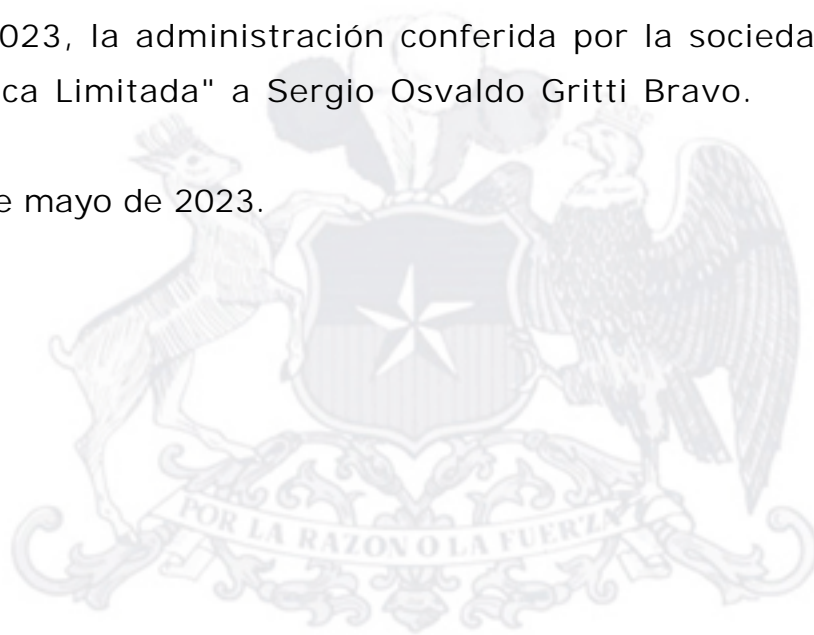 023, la administración conferida por la socieda
ca Limitada" a Sergio Osvaldo Gritti Bravo.
e mayo de 2023.
POR LA RAZON O LA FUERZA